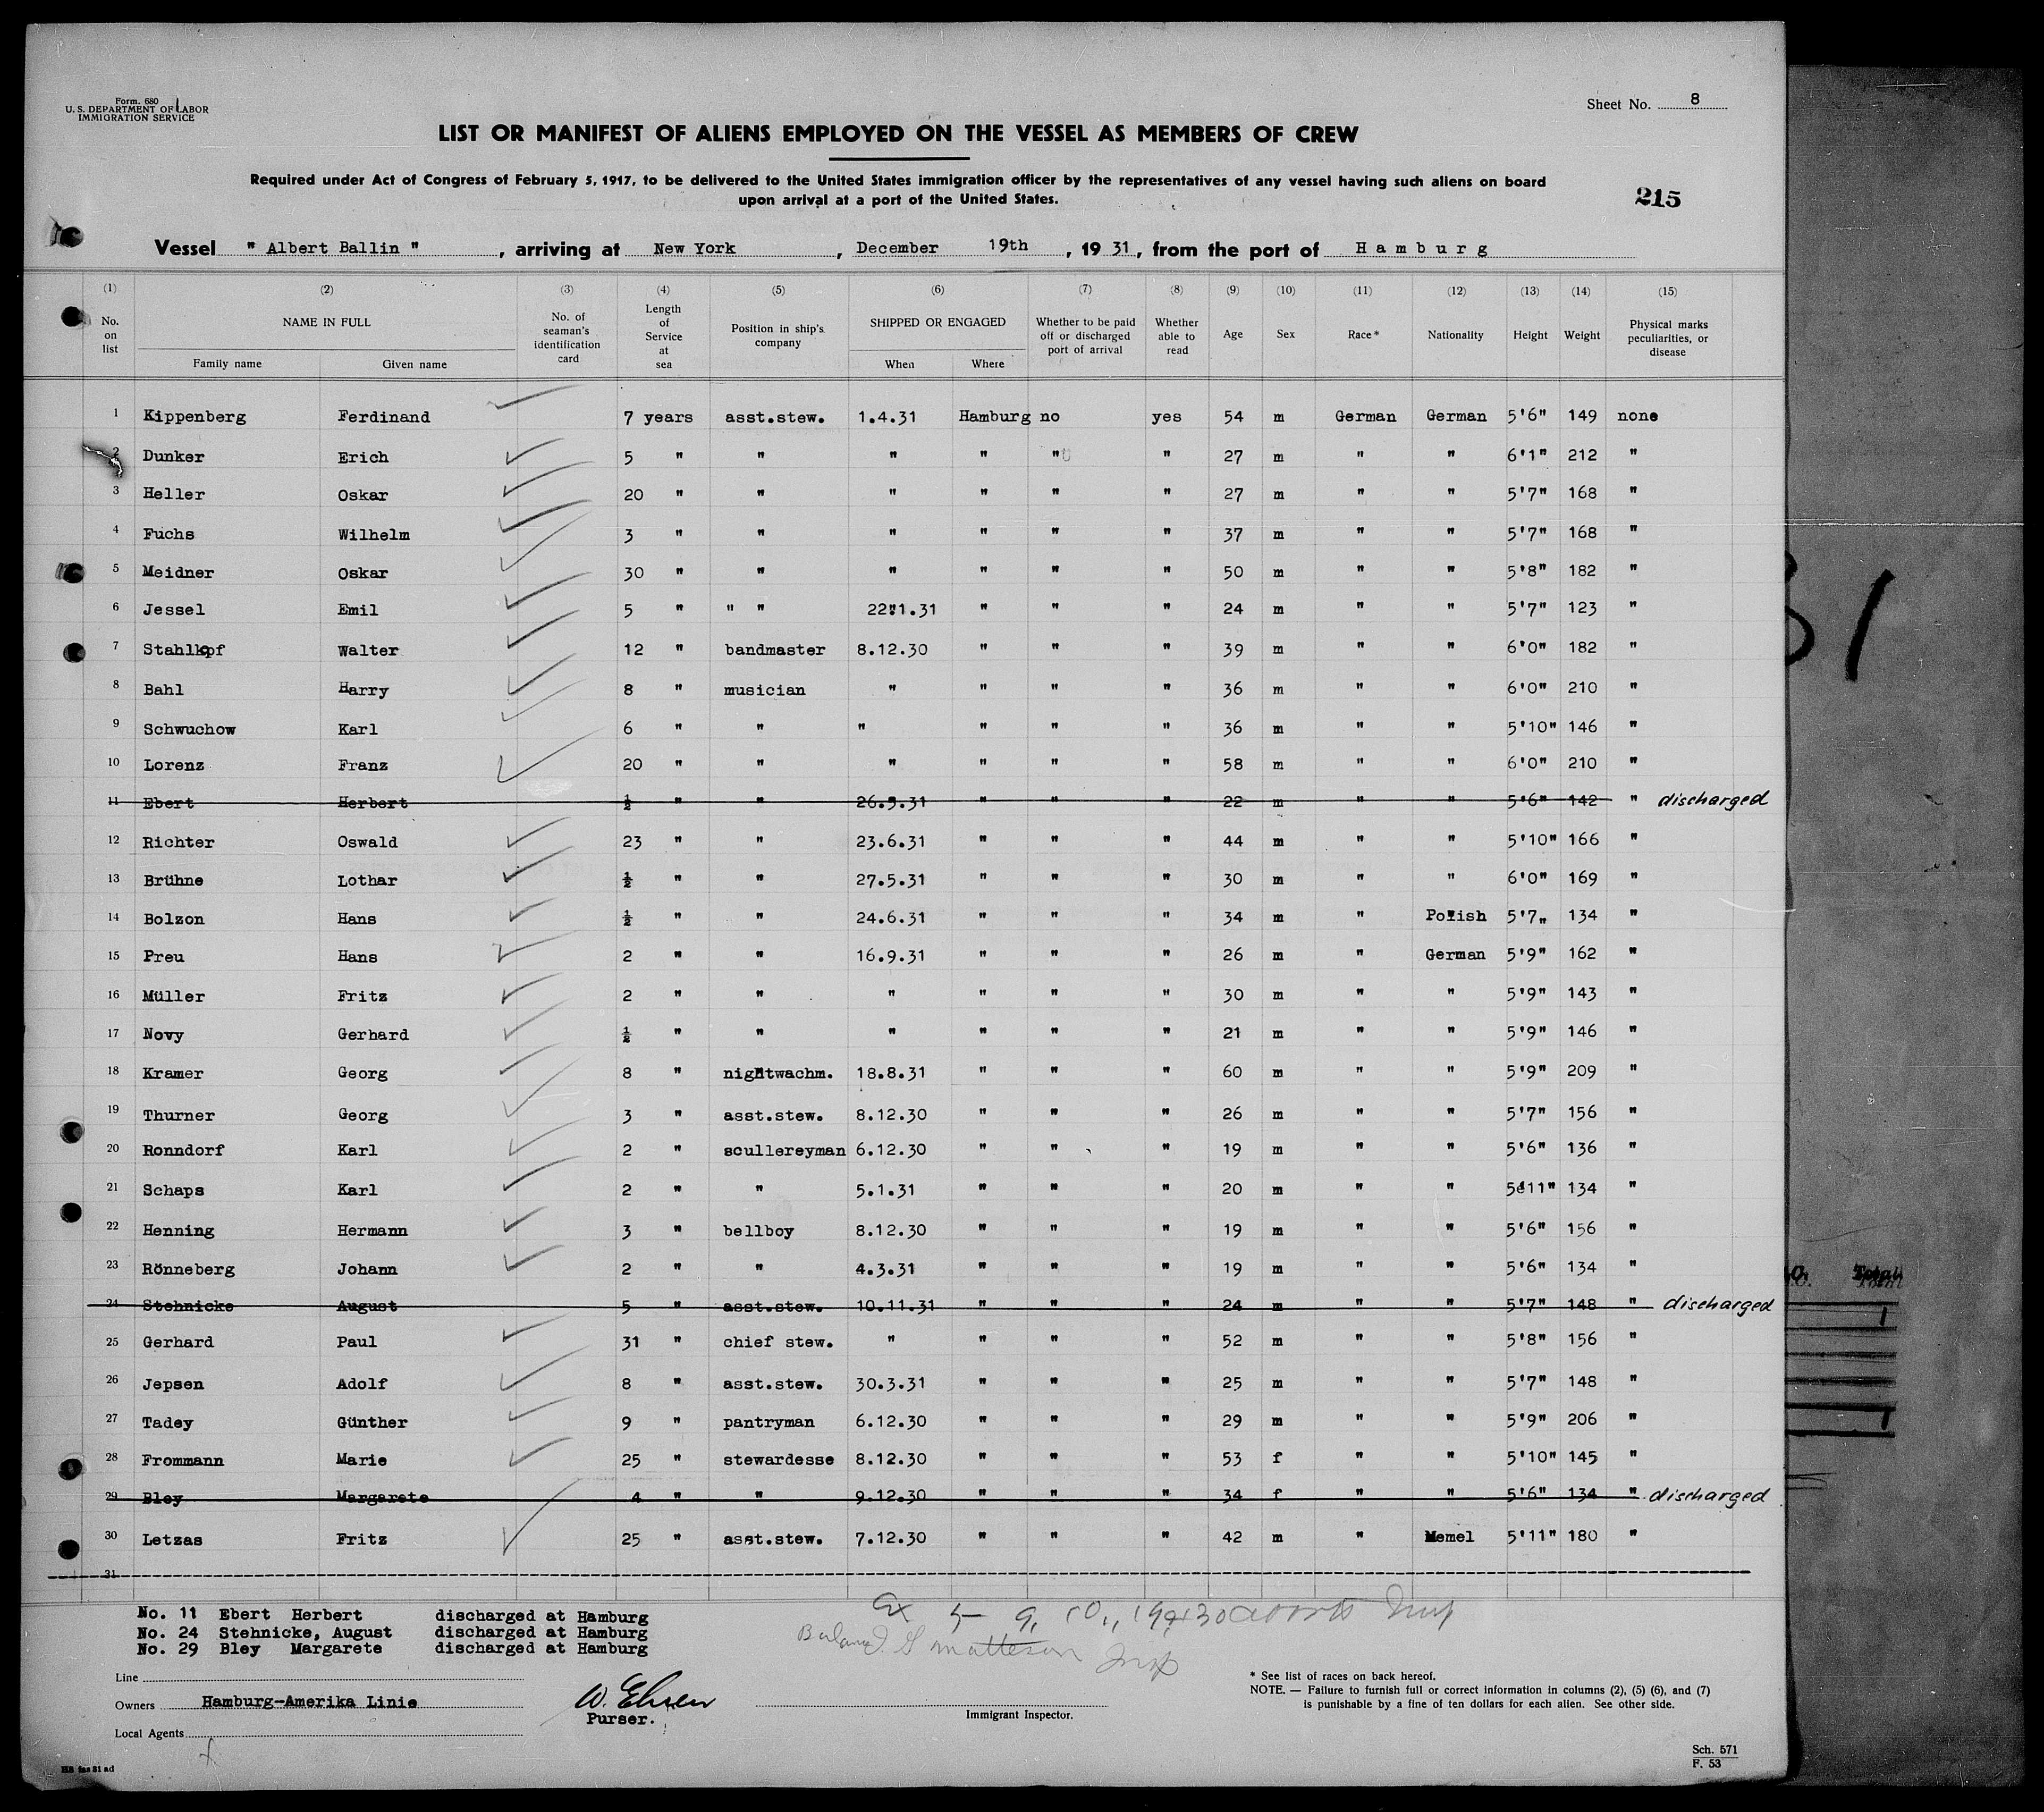 Form. 680
U. S. DEPARTMENT OF LABOR
IMMIGRATION SERVICE
Sheet No. 8
LIST OR MANIFEST OF ALIENS EMPLOYED ON THE VESSEL AS MEMBERS OF CREW
Required under Act of Congress of February 5, 1917, to be delivered to the United States immigration officer by the representatives of any vessel having such aliens on board
upon arrival at a port of the United States.
215
Vessel " Albert Ballin " , arriving at New York , December 19th , 19 31, from the port of H a m b u r g
(1) (2) (3) (4) (5) (6) (7) (8) (9) (10) (11) (12) (13) (14) (15)
No. on list NAME IN FULL Family name Given name No. of seaman's identification card Length of Service at sea Position in ship's company SHIPPED OR ENGAGED When Where Whether to be paid off or discharged port of arrival Whether able to read Age Sex Race* Nationality Height Weight Physical marks peculiarities, or disease
1 Kippenberg Ferdinand 7 years asst.stew. 1.4.31 Hamburg no yes 54 m German German 5'6" 149 none
2 Dunker Erich 5 " " " " " " 27 m " " 6'1" 212 "
3 Heller Oskar 20 " " " " " " 27 m " " 5'7" 168 "
4 Fuchs Wilhelm 3 " " " " " " 37 m " " 5'7" 168 "
5 Meidner Oskar 30 " " " " " " 50 m " " 5'8" 182 "
6 Jessel Emil 5 " " " 22"1.31 " " " 24 m " " 5'7" 123 "
7 Stahlkopf Walter 12 " bandmaster 8.12.30 " " " 39 m " " 6'0" 182 "
8 Bahl Harry 8 " musician " " " " 36 m " " 6'0" 210 "
9 Schwuchow Karl 6 " " " " " " 36 m " " 5'10" 146 "
10 Lorenz Franz 20 " " " " " " 58 m " " 6'0" 210 "
11 Ebert Herbert ½ " " 26.5.31 " " " 22 m " " 5'6" 142 " discharged
12 Richter Oswald 23 " " 23.6.31 " " " 44 m " " 5'10" 166 "
13 Brühne Lothar ½ " " 27.5.31 " " " 30 m " " 6'0" 169 "
14 Bolzon Hans ½ " " 24.6.31 " " " 34 m " Polish 5'7" 134 "
15 Preu Hans 2 " " 16.9.31 " " " 26 m " German 5'9" 162 "
16 Müller Fritz 2 " " " " " " 30 m " " 5'9" 143 "
17 Novy Gerhard ½ " " " " " " 21 m " " 5'9" 146 "
18 Kramer Georg 8 " nightwachm. 18.8.31 " " " 60 m " " 5'9" 209 "
19 Thurner Georg 3 " asst.stew. 8.12.30 " " " 26 m " " 5'7" 156 "
20 Ronndorf Karl 2 " scullereyman 6.12.30 " " " 19 m " " 5'6" 136 "
21 Schaps Karl 2 " " 5.1.31 " " " 20 m " " 5'11" 134 "
22 Henning Hermann 3 " bellboy 8.12.30 " " " 19 m " " 5'6" 156 "
23 Rönneberg Johann 2 " " 4.3.31 " " " 19 m " " 5'6" 134 "
24 Stehnicke August 5 " asst.stew. 10.11.31 " " " 24 m " " 5'7" 148 " discharged
25 Gerhard Paul 31 " chief stew. " " " " 52 m " " 5'8" 156 "
26 Jepsen Adolf 8 " asst.stew. 30.3.31 " " " 25 m " " 5'7" 148 "
27 Tadey Günther 9 " pantryman 6.12.30 " " " 29 m " " 5'9" 206 "
28 Frommann Marie 25 " stewardesse 8.12.30 " " " 53 f " " 5'10" 145 "
29 Bley Margarete 4 " " 9.12.30 " " " 34 f " " 5'6" 134 " discharged
30 Letzas Fritz 25 " asst.stew. 7.12.30 " " " 42 m " Memel 5'11" 180 "
31
No. 11 Ebert Herbert discharged at Hamburg
No. 24 Stehnicke, August discharged at Hamburg
No. 29 Bley Margarete discharged at Hamburg
Ex 5- 9, 10,, 19, 30 Insp
Matteson Insp
Line
Owners Hamburg-Amerika Linie
Local Agents
W. Ehsen
Purser.
Immigrant Inspector.
* See list of races on back hereof.
NOTE. — Failure to furnish full or correct information in columns (2), (5) (6), and (7)
is punishable by a fine of ten dollars for each alien. See other side.
Sch. 571
F. 53
Total